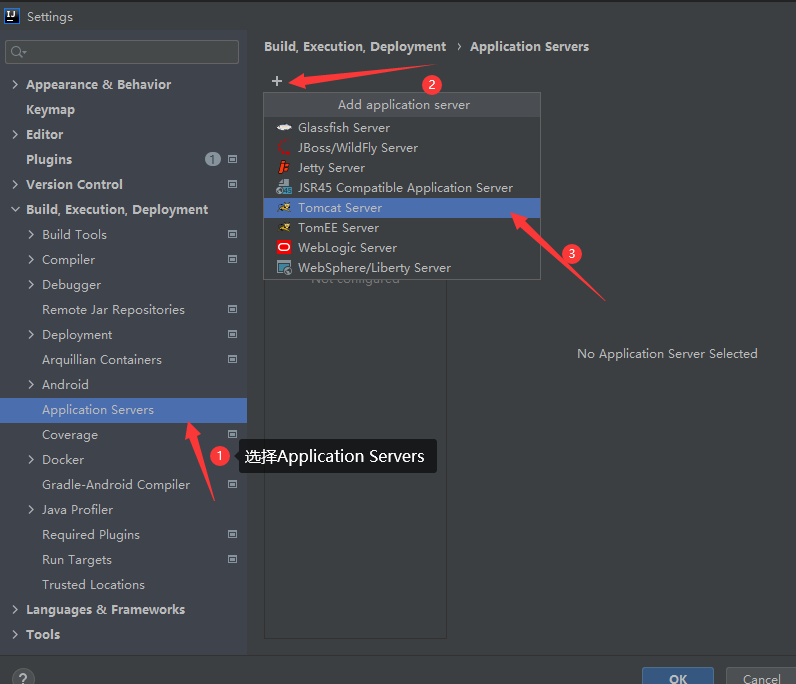 IJ Settings
Build, Execution, Deployment › Application Servers
+
2
Add application server
Glassfish Server
JBoss/WildFly Server
Jetty Server
JSR45 Compatible Application Server
Tomcat Server
TomEE Server
WebLogic Server
WebSphere/Liberty Server
Not configured
3
No Application Server Selected
Appearance & Behavior
Keymap
Editor
Plugins 1
Version Control
Build, Execution, Deployment
Build Tools
Compiler
Debugger
Remote Jar Repositories
Deployment
Arquillian Containers
Android
Application Servers
Coverage
1 选择Application Servers
Docker
Gradle-Android Compiler
Java Profiler
Required Plugins
Run Targets
Trusted Locations
Languages & Frameworks
Tools
?
OK
Cancel